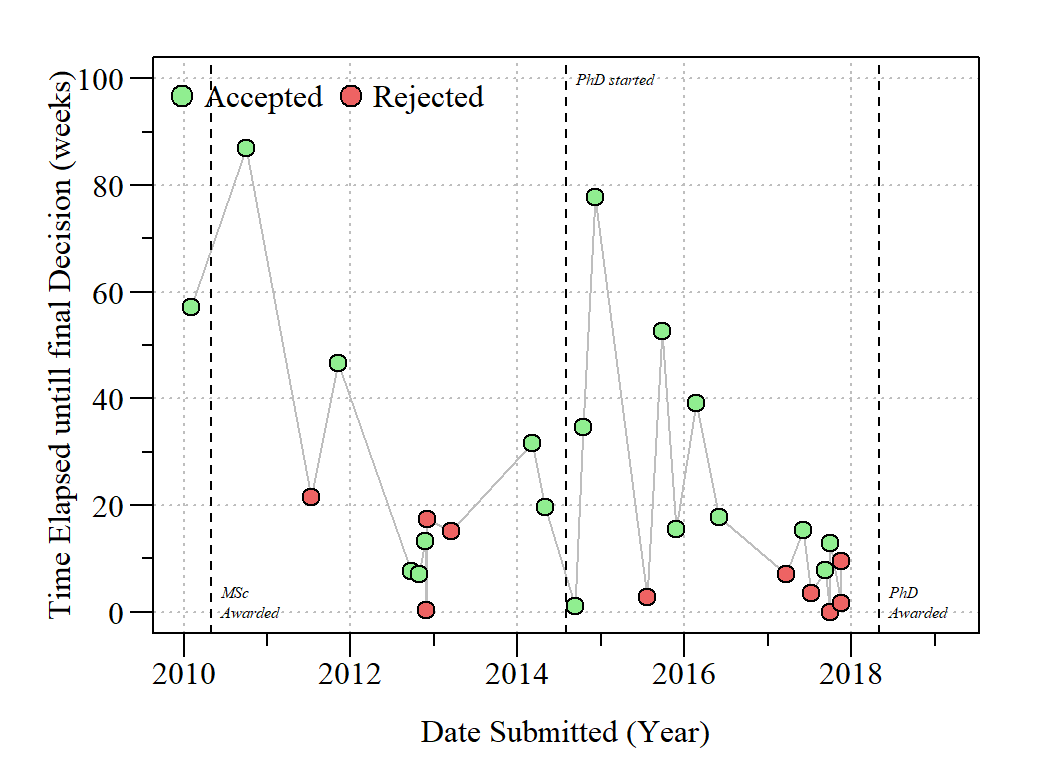 Time Elapsed untill final Decision (weeks)
100
80
60
40
20
0
Accepted
Rejected
PhD started
MSc
Awarded
PhD
Awarded
2010
2012
2014
2016
2018
Date Submitted (Year)